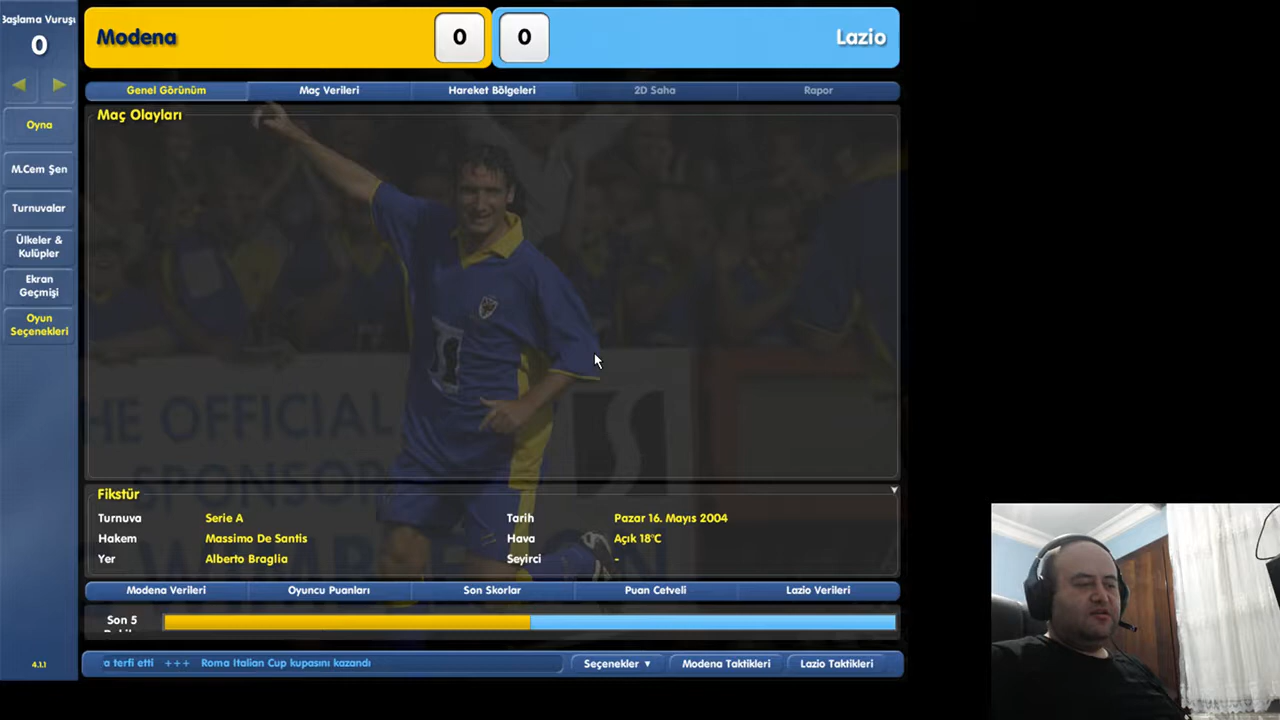 Başlama Vuruşu
0
Modena
0
0
Lazio
Genel Görünüm
Maç Verileri
Hareket Bölgeleri
2D Saha
Rapor
Oyna
M.Cem Şen
Turnuvalar
Ülkeler &
Kulüpler
Ekran
Geçmişi
Oyun
Seçenekleri
Maç Olayları
HE OFFICIAL
SPONSOR
Fikstür
Turnuva Serie A
Tarih Pazar 16. Mayıs 2004
Hakem Massimo De Santis
Hava Açık 18°C
Yer Alberto Braglia
Seyirci -
Modena Verileri
Oyuncu Puanları
Son Skorlar
Puan Cetveli
Lazio Verileri
Son 5
4.1.1
a terfi etti +++ Roma Italian Cup kupasını kazandı
Seçenekler
Modena Taktikleri
Lazio Taktikleri